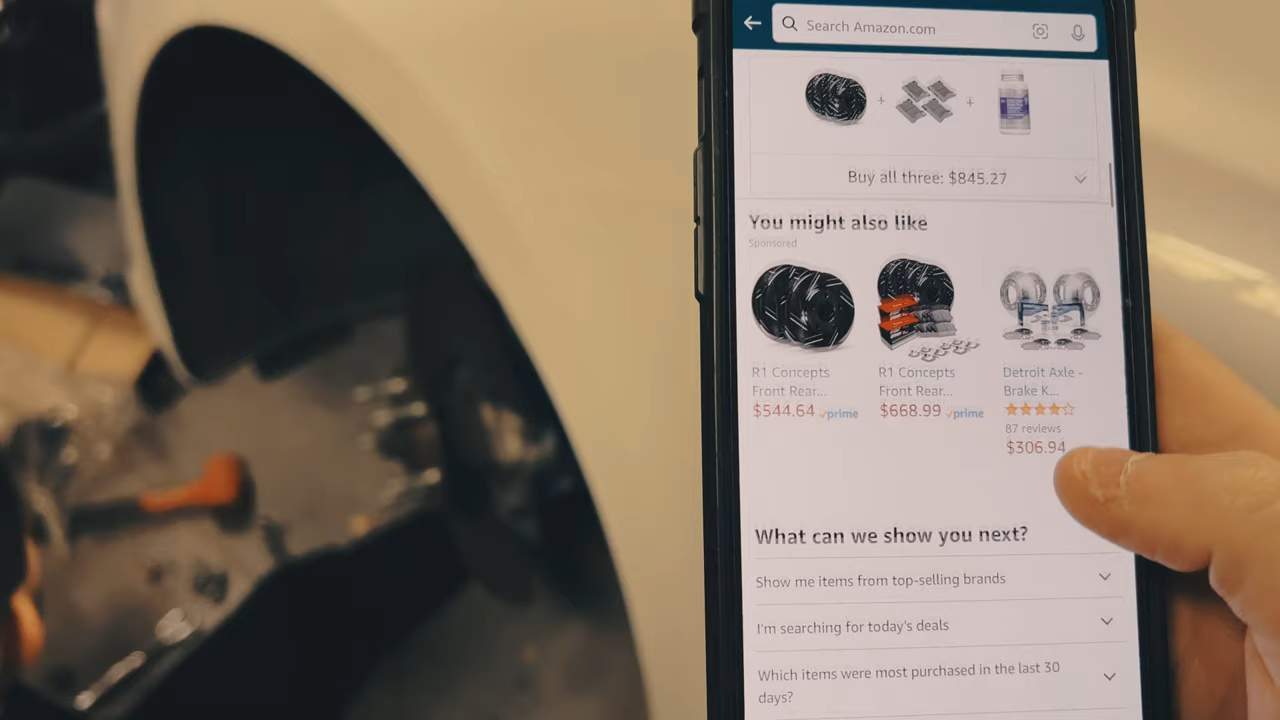 Search Amazon.com
+ +
Buy all three: $845.27
You might also like
Sponsored
R1 Concepts
Front Rear...
$544.64 prime
R1 Concepts
Front Rear...
$668.99 prime
Detroit Axle -
Brake K...
87 reviews
$306.94
What can we show you next?
Show me items from top-selling brands
I'm searching for today's deals
Which items were most purchased in the last 30
days?